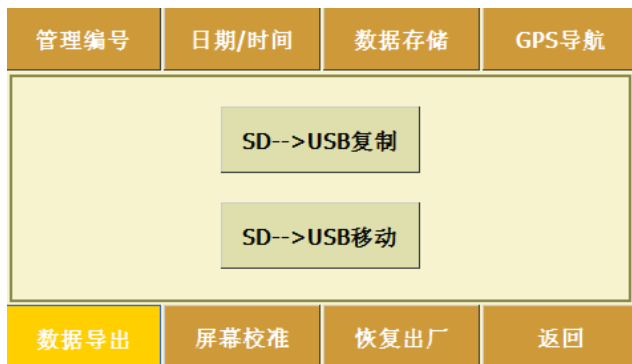 管理编号 日期/时间 数据存储 GPS导航
SD-->USB复制
SD-->USB移动
数据导出 屏幕校准 恢复出厂 返回